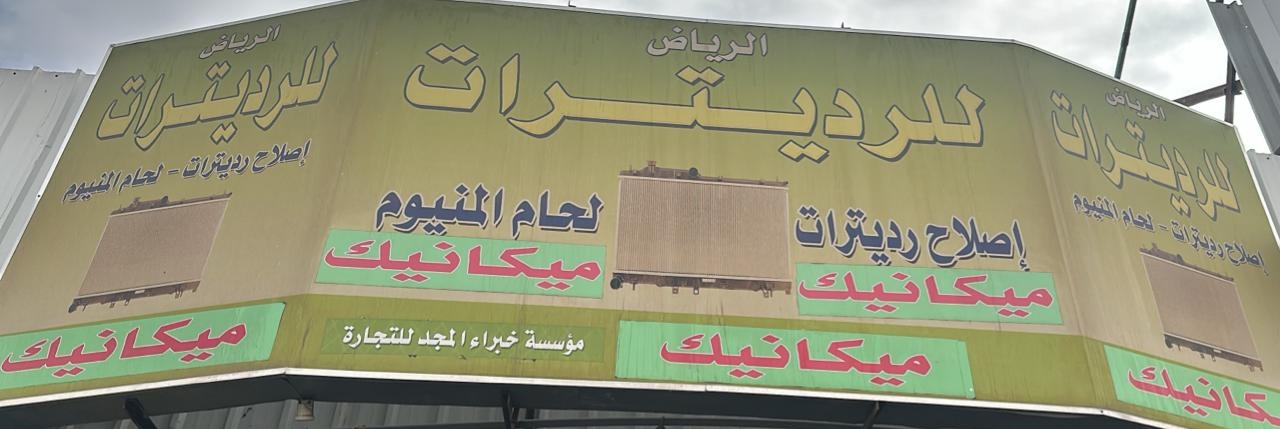 الرياض
للرديترات
إصلاح رديترات
لحام المنيوم
ميكانيك
ميكانيك
ميكانيك
مؤسسة خبراء المجد للتجارة
الرياض
للرديترات
إصلاح رديترات - لحام المنيوم
ميكانيك
الرياض
للرديترات
إصلاح رديترات - لحام المنيوم
ميكانيك